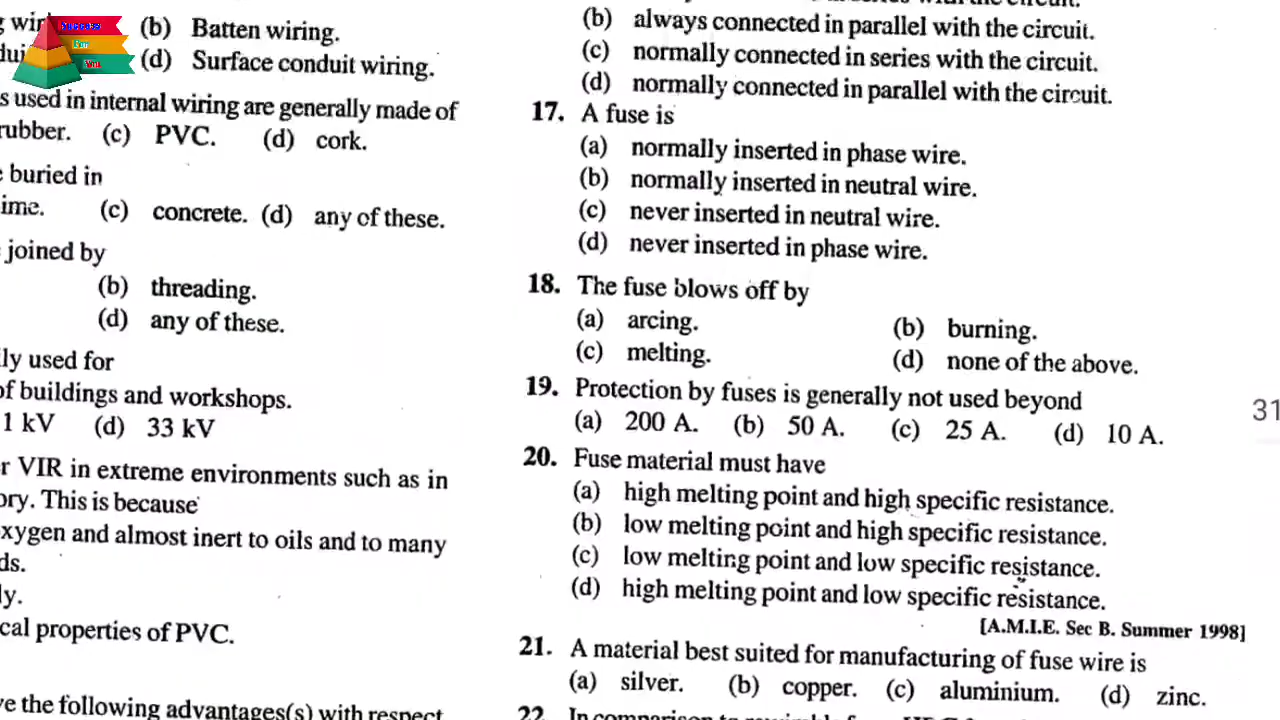 Success
For
You
(b) Batten wiring.
(d) Surface conduit wiring.
used in internal wiring are generally made of
rubber. (c) PVC. (d) cork.
buried in
(c) concrete. (d) any of these.
joined by
(b) threading.
(d) any of these.
used for
of buildings and workshops.
1 kV (d) 33 kV
VIR in extreme environments such as in
This is because
and almost inert to oils and to many
properties of PVC.
the following advantages(s) with respect
(b) always connected in parallel with the circuit.
(c) normally connected in series with the circuit.
(d) normally connected in parallel with the circuit.
17. A fuse is
(a) normally inserted in phase wire.
(b) normally inserted in neutral wire.
(c) never inserted in neutral wire.
(d) never inserted in phase wire.
18. The fuse blows off by
(a) arcing. (b) burning.
(c) melting. (d) none of the above.
19. Protection by fuses is generally not used beyond
(a) 200 A. (b) 50 A. (c) 25 A. (d) 10 A.
20. Fuse material must have
(a) high melting point and high specific resistance.
(b) low melting point and high specific resistance.
(c) low melting point and low specific resistance.
(d) high melting point and low specific resistance.
[A.M.I.E. Sec B. Summer 1998]
21. A material best suited for manufacturing of fuse wire is
(a) silver. (b) copper. (c) aluminium. (d) zinc.
22. In comparison to
31